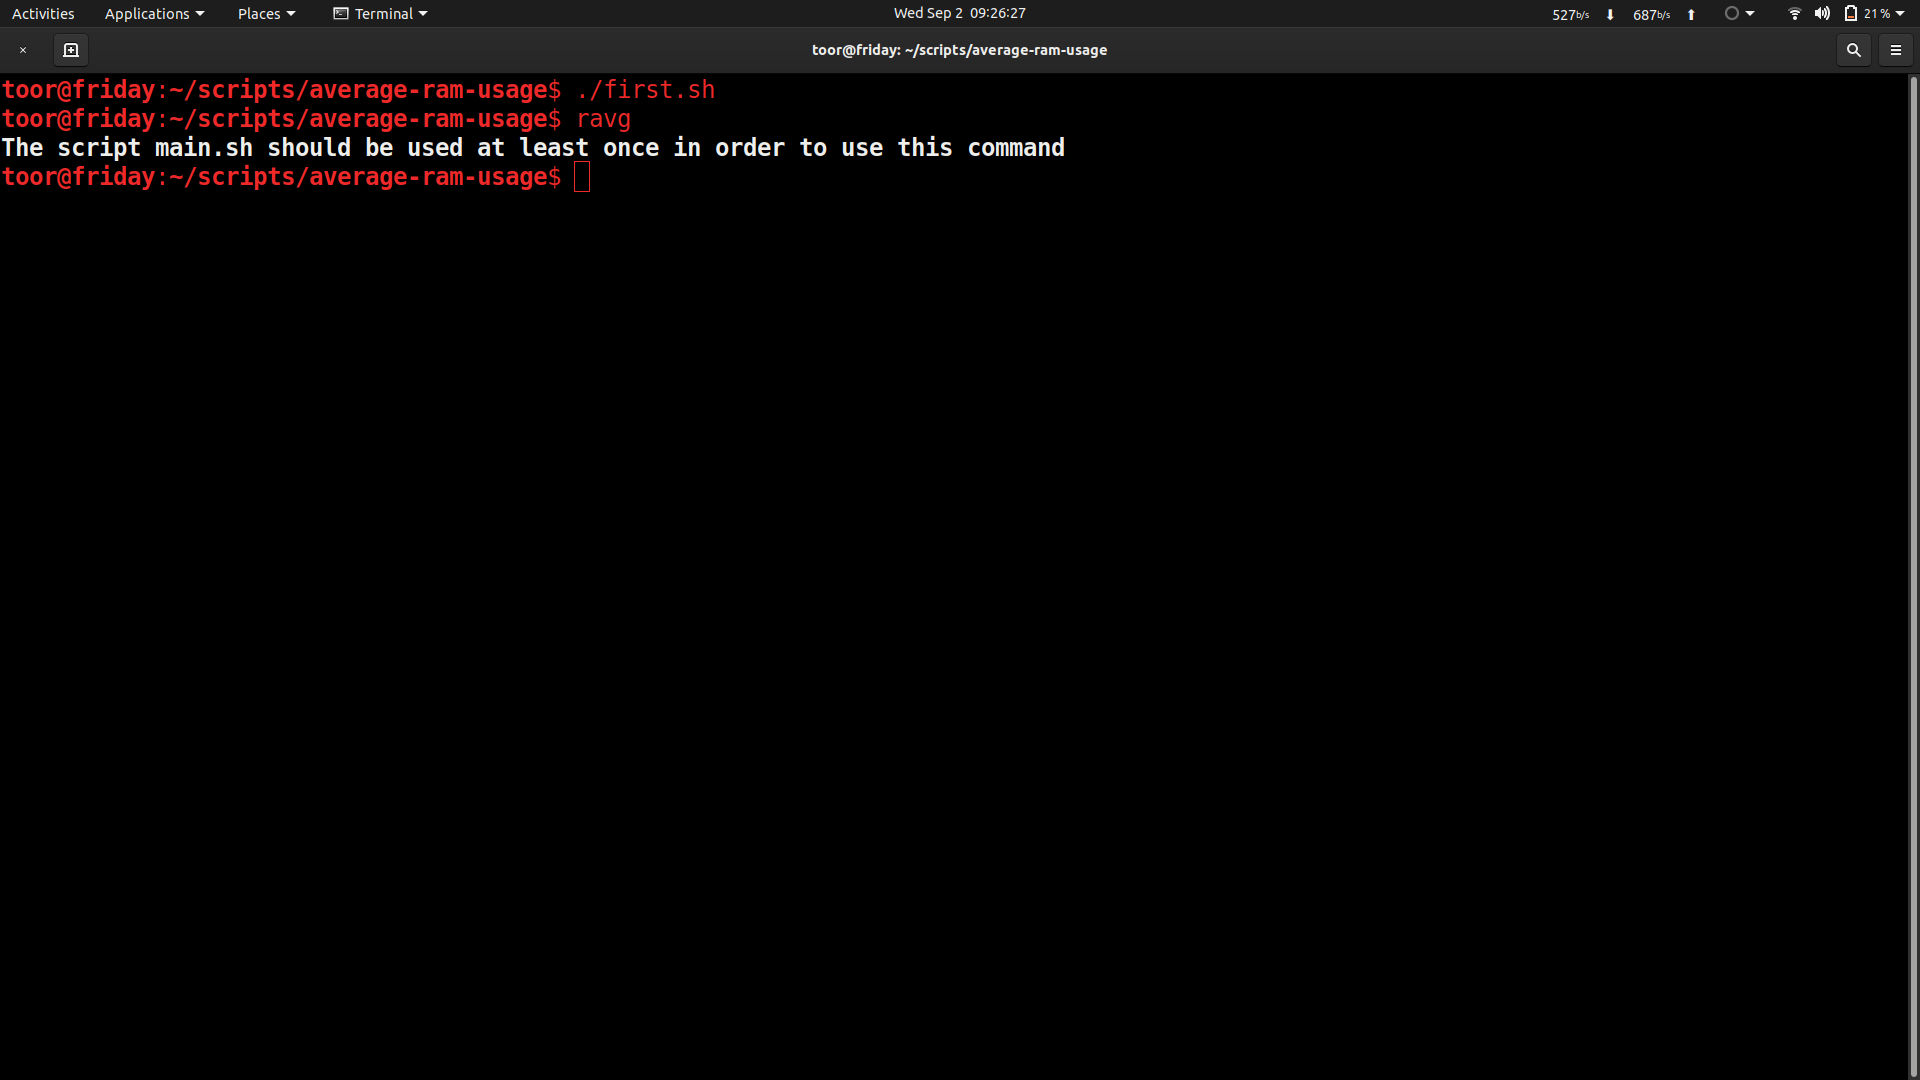 Activities Applications Places Terminal Wed Sep 2 09:26:27 527b/s ⬇ 687b/s ⬆ 21 %
toor@friday: ~/scripts/average-ram-usage
toor@friday:~/scripts/average-ram-usage$ ./first.sh
toor@friday:~/scripts/average-ram-usage$ ravg
The script main.sh should be used at least once in order to use this command
toor@friday:~/scripts/average-ram-usage$